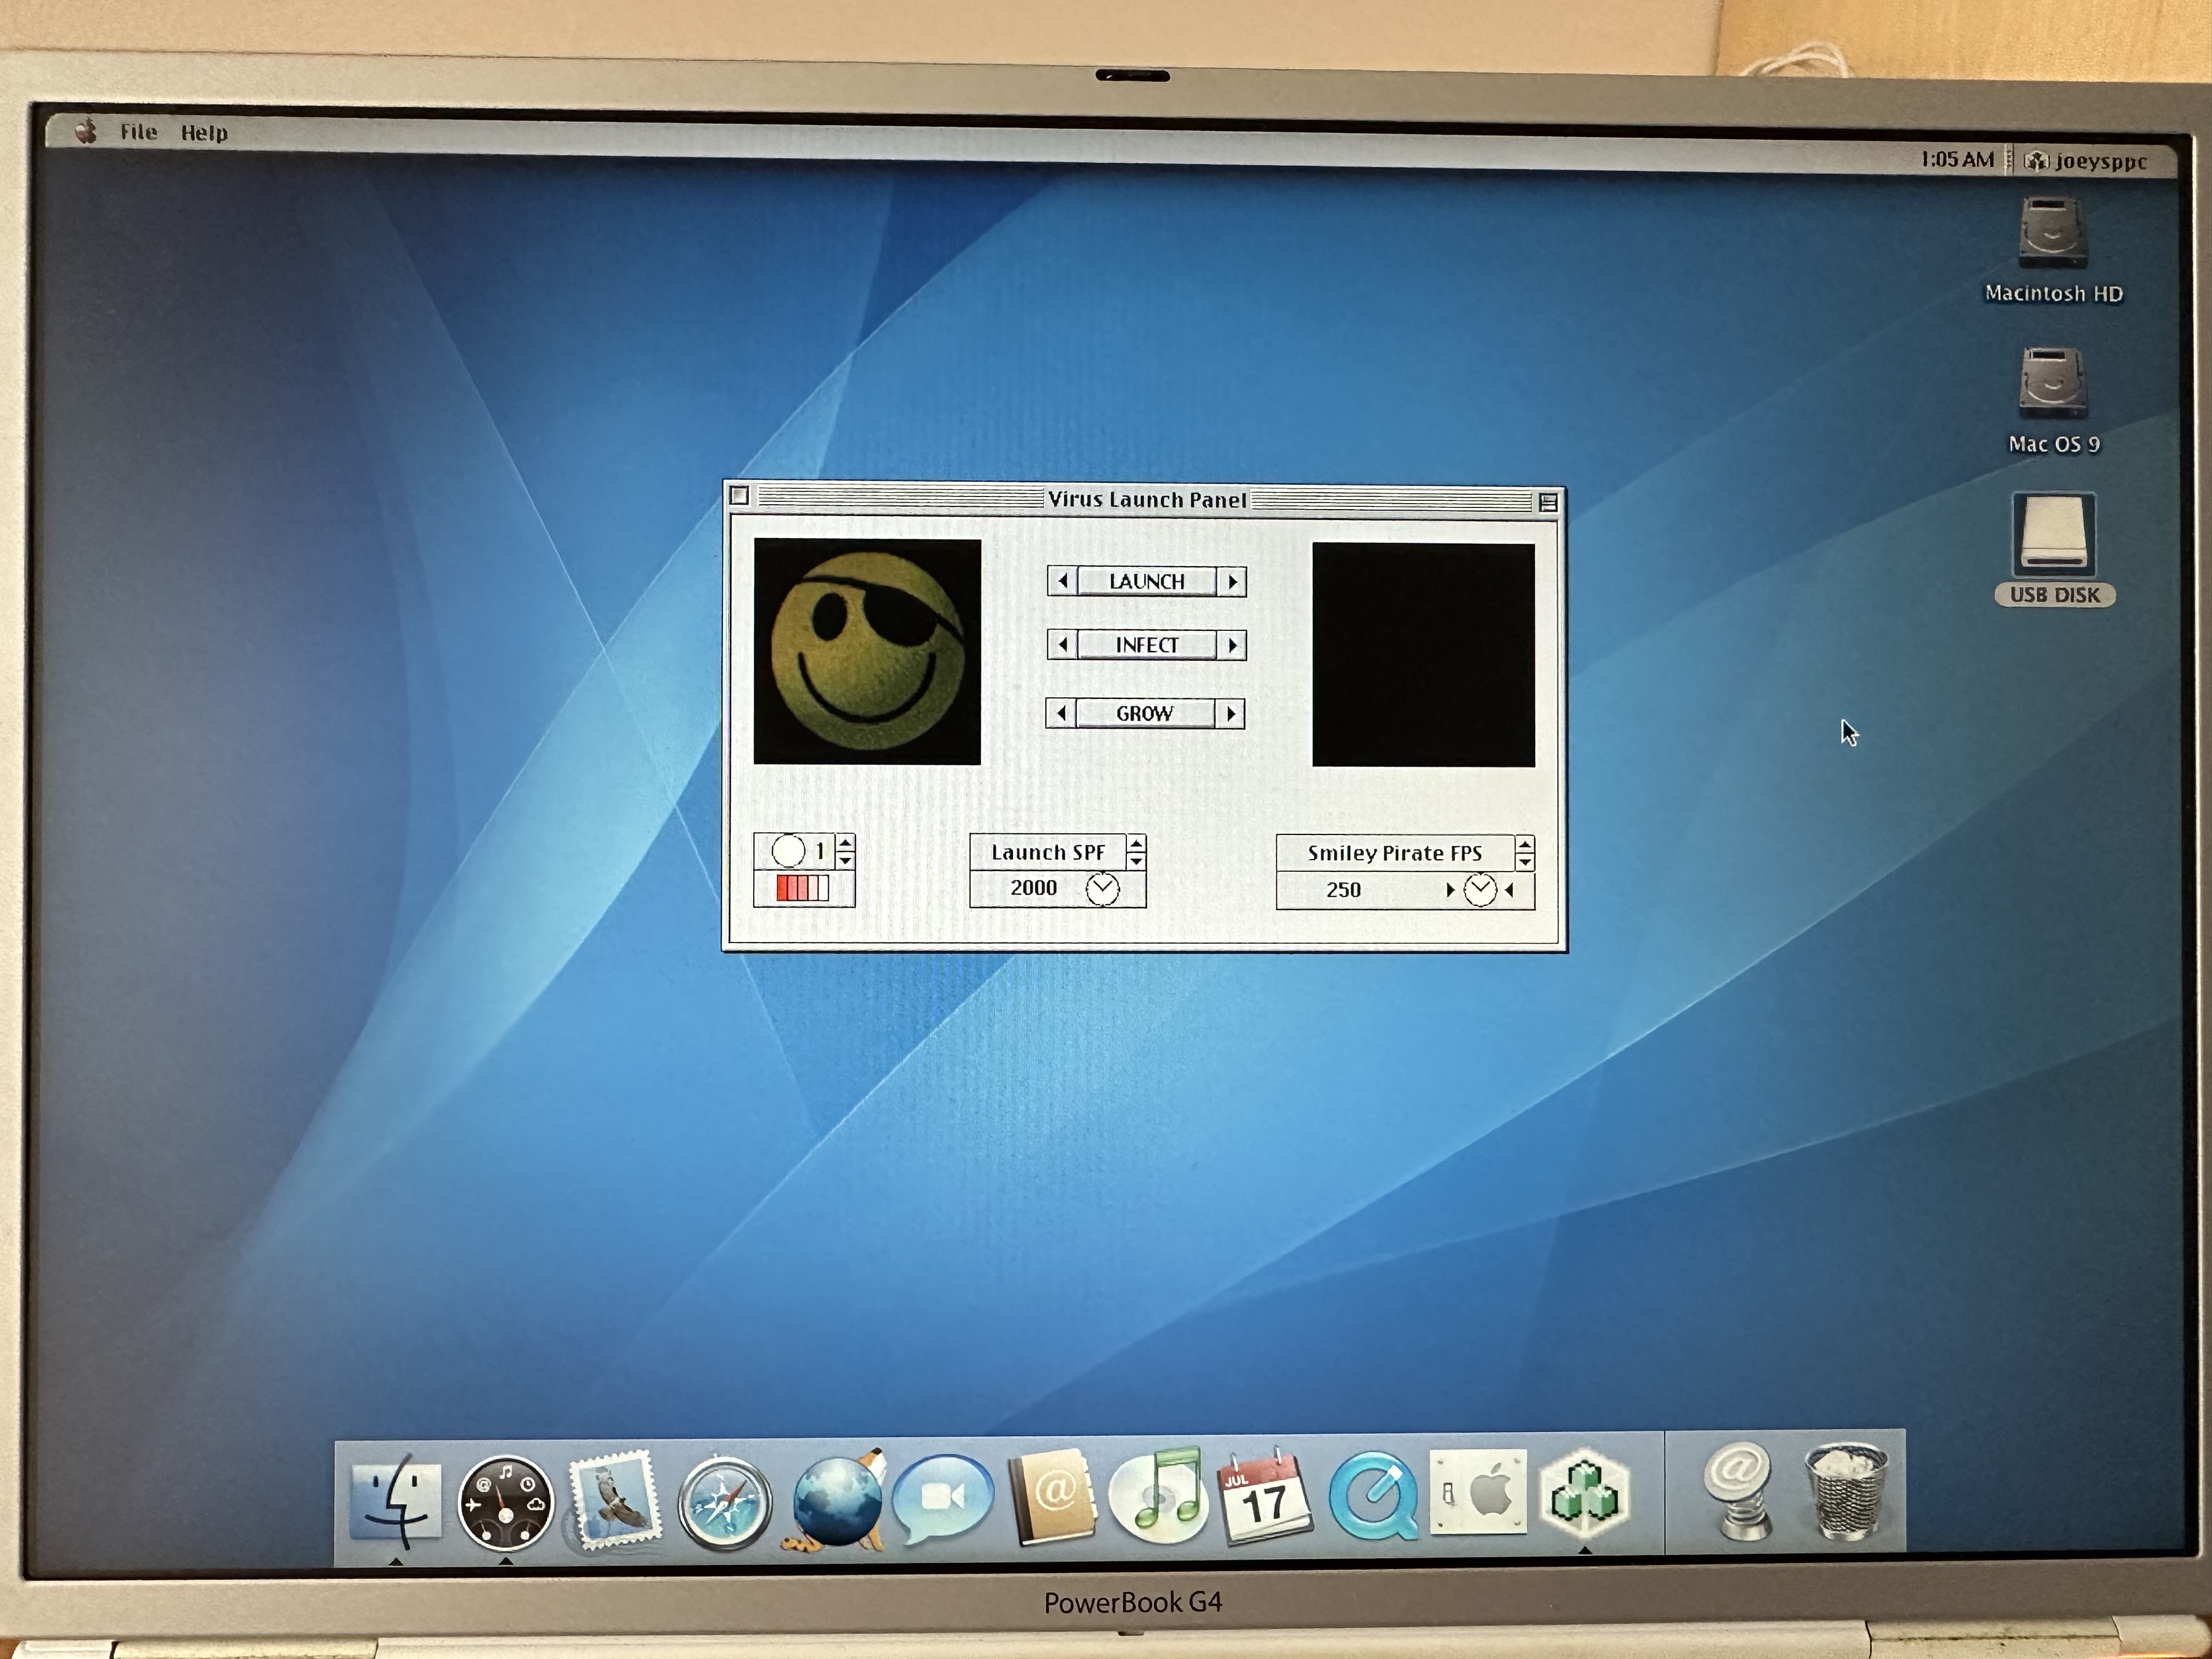 File Help
1:05 AM joeysppc
Macintosh HD
Mac OS 9
USB DISK
Virus Launch Panel
LAUNCH
INFECT
GROW
1
Launch SPF
2000
Smiley Pirate FPS
250
@
JUL
17
@
PowerBook G4